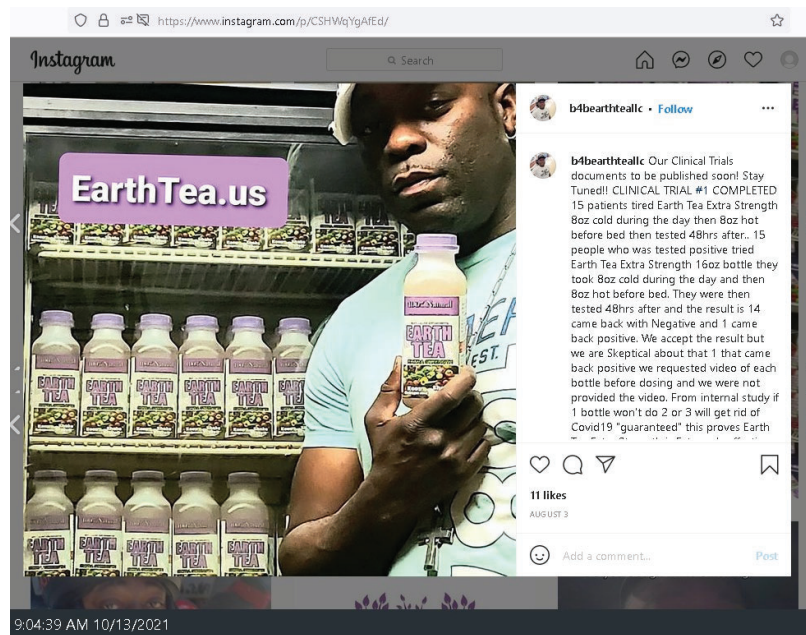 https://www.instagram.com/p/CSHWqYgAfEd/
Instagram
Search
EarthTea.us
EARTH
TEA
b4bearthteallc • Follow
b4bearthteallc Our Clinical Trials
documents to be published soon! Stay
Tuned!! CLINICAL TRIAL #1 COMPLETED
15 patients tired Earth Tea Extra Strength
8oz cold during the day then 8oz hot
before bed then tested 48hrs after.. 15
people who was tested positive tried
Earth Tea Extra Strength 16oz bottle they
took 8oz cold during the day and then
8oz hot before bed. They were then
tested 48hrs after and the result is 14
came back with Negative and 1 came
back positive. We accept the result but
we are Skeptical about that 1 that came
back positive we requested video of each
bottle before dosing and we were not
provided the video. From internal study if
1 bottle won't do 2 or 3 will get rid of
Covid19 "guaranteed" this proves Earth
11 likes
AUGUST 3
Add a comment...
Post
9:04:39 AM 10/13/2021